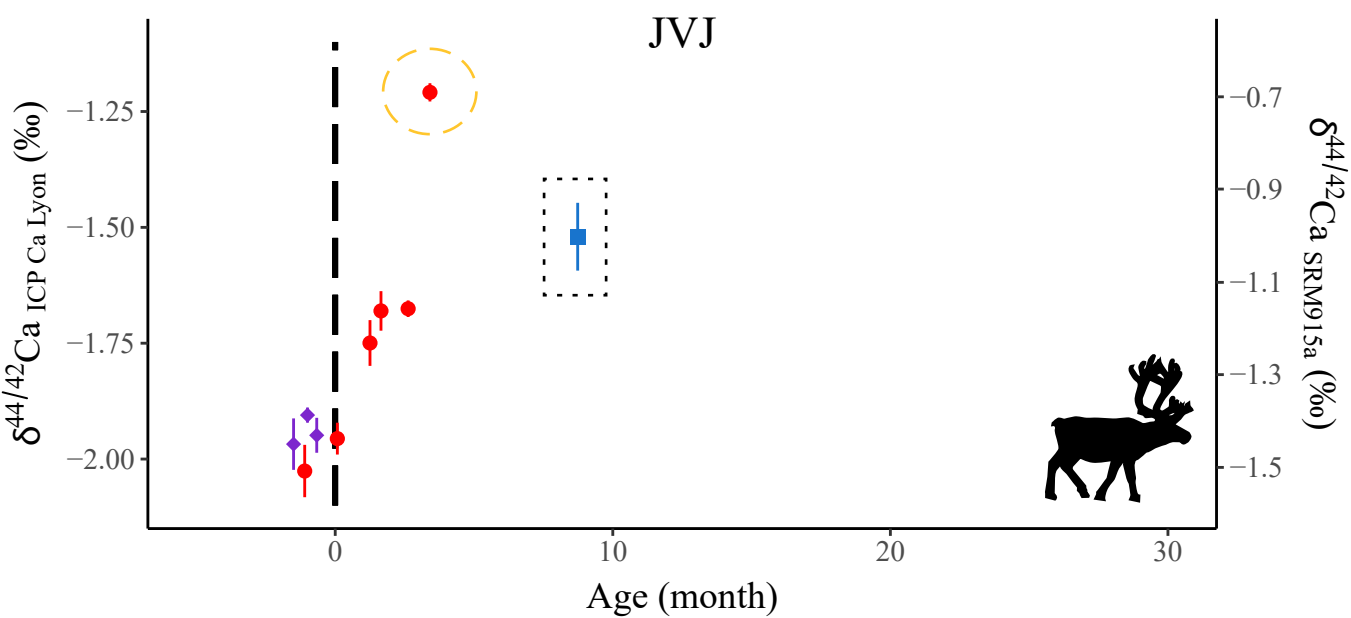 JVJ
δ44/42Ca ICP Ca Lyon (‰)
−1.25
−1.50
−1.75
−2.00
−0.7
−0.9
−1.1
−1.3
−1.5
δ44/42Ca SRM915a (‰)
0 10 20 30
Age (month)